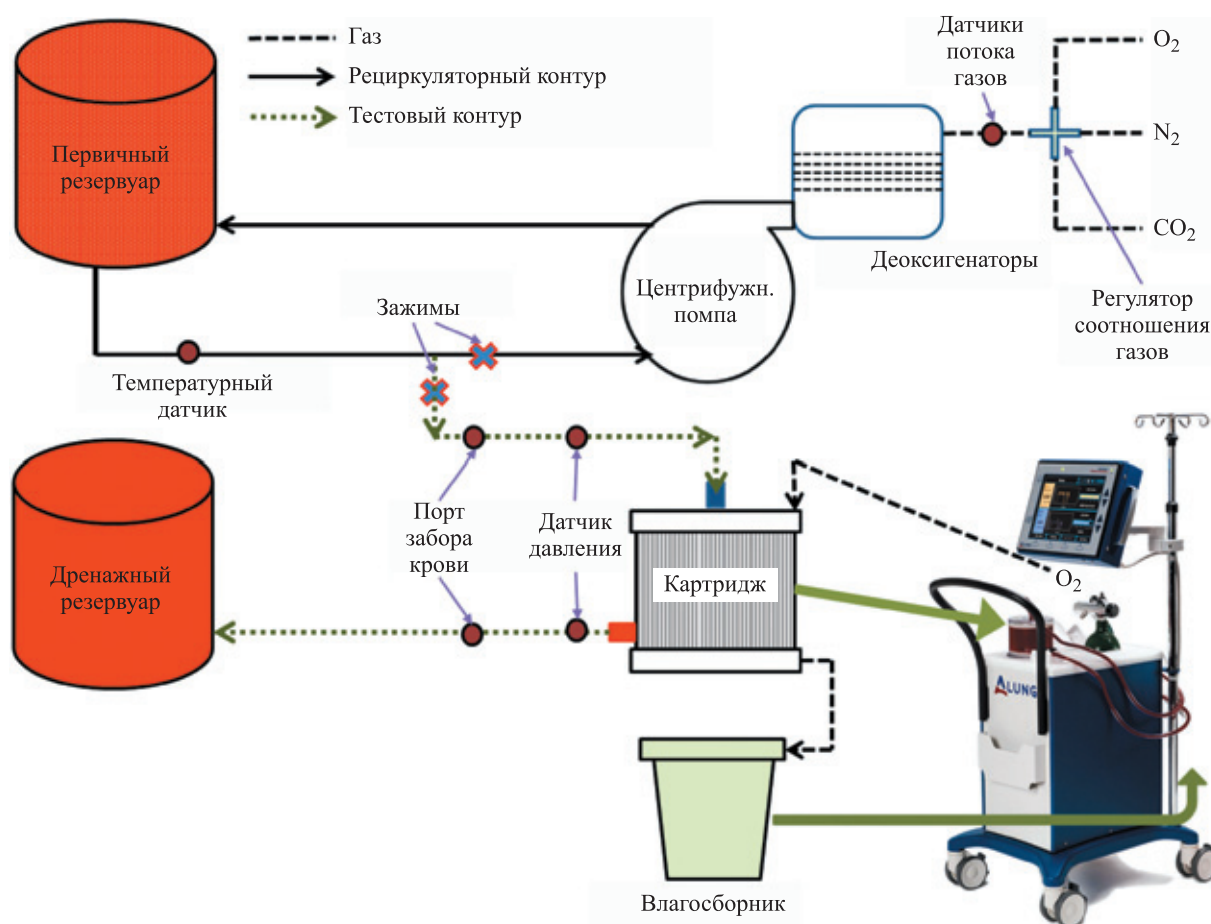 Газ
Рециркуляторный контур
Тестовый контур
Первичный
резервуар
Датчики
потока
газов
O2
N2
CO2
Деоксигенаторы
Регулятор
соотношения
газов
Центрифужн.
помпа
Зажимы
Температурный
датчик
Порт
забора
крови
Датчик
давления
Дренажный
резервуар
Картридж
O2
ALUNG
Влагосборник